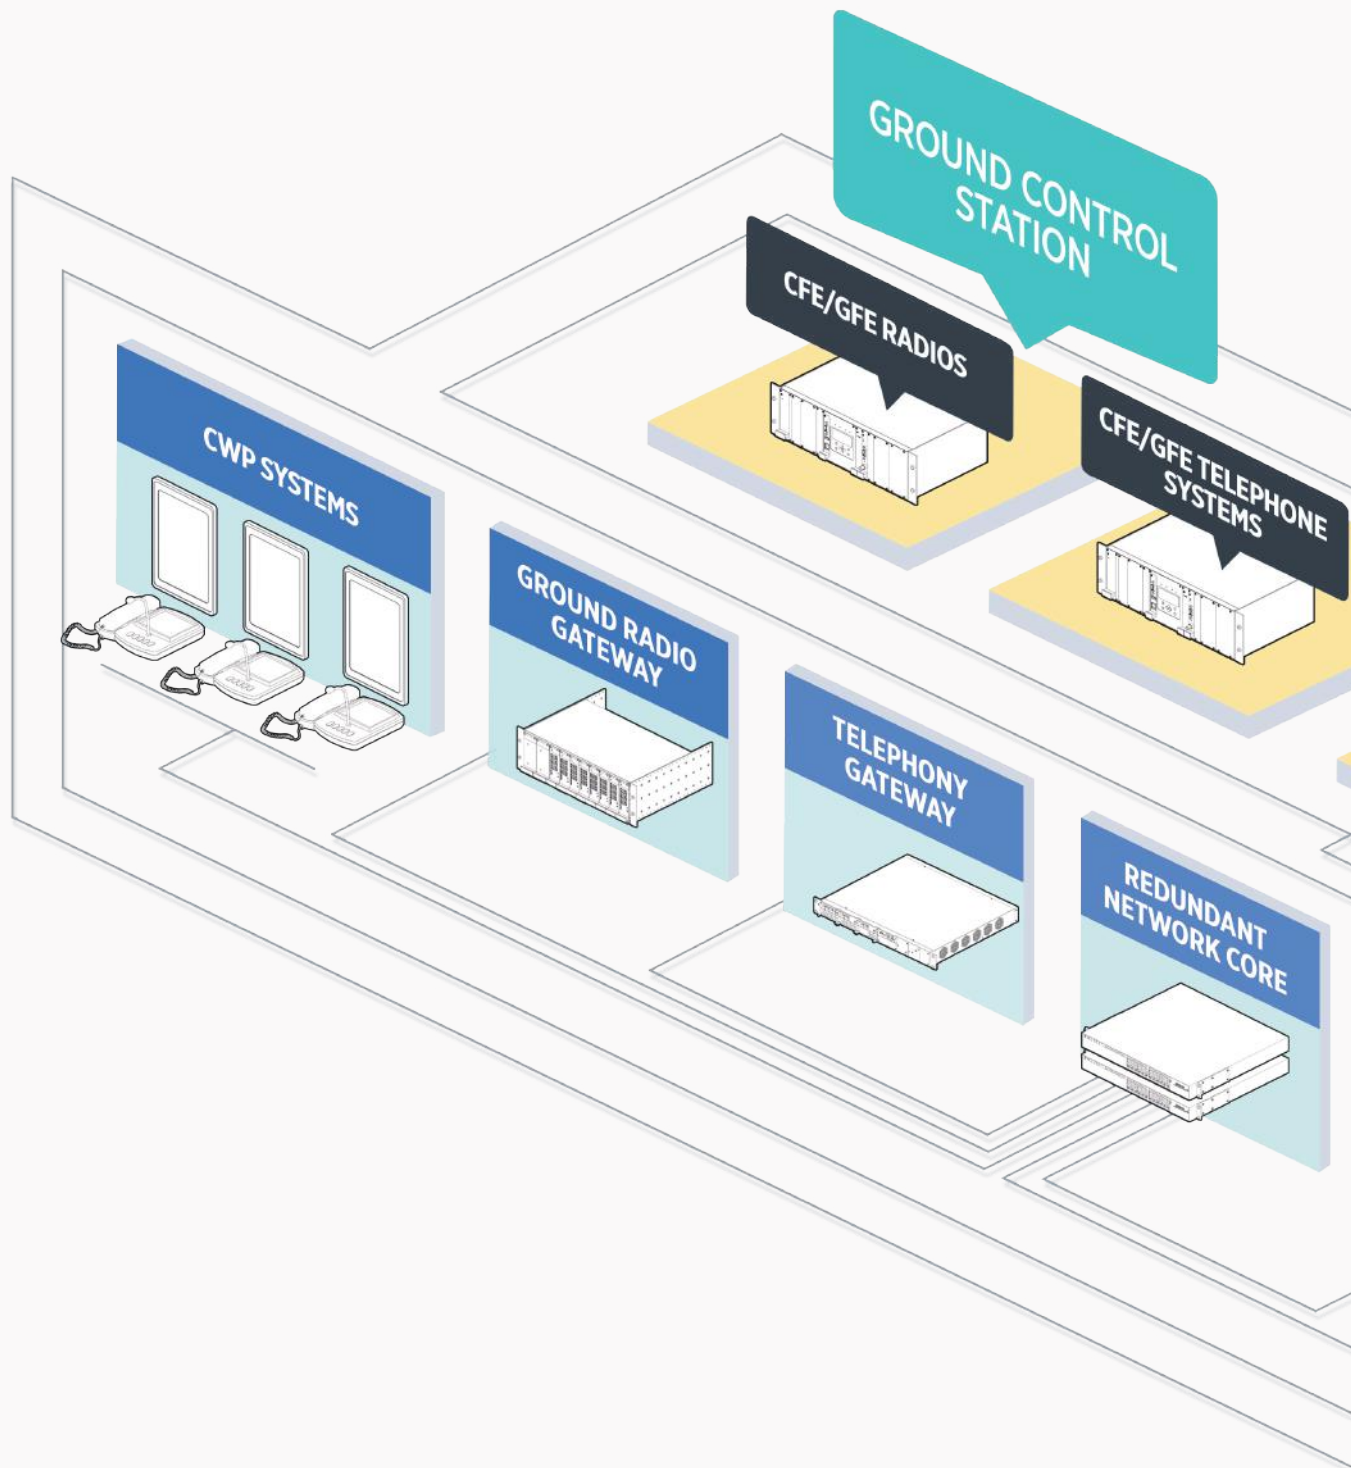 GROUND CONTROL
STATION
CFE/GFE RADIOS
CFE/GFE TELEPHONE
SYSTEMS
CWP SYSTEMS
GROUND RADIO
GATEWAY
TELEPHONY
GATEWAY
REDUNDANT
NETWORK CORE